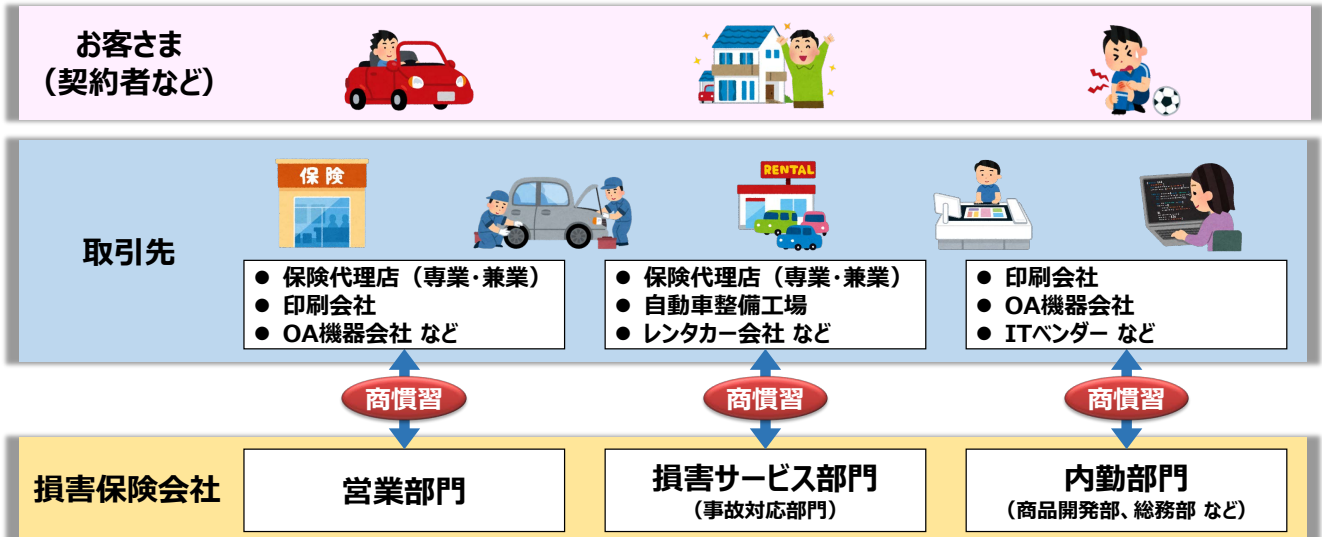 お客さま
（契約者など）
保険
RENTAL
取引先
● 保険代理店（専業・兼業）
● 印刷会社
● OA機器会社 など
● 保険代理店（専業・兼業）
● 自動車整備工場
● レンタカー会社 など
● 印刷会社
● OA機器会社
● ITベンダー など
商慣習
商慣習
商慣習
損害保険会社
営業部門
損害サービス部門
（事故対応部門）
内勤部門
（商品開発部、総務部 など）